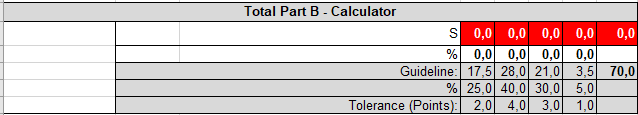 Total Part B - Calculator
S 0,0 0,0 0,0 0,0 0,0
% 0,0 0,0 0,0 0,0
Guideline: 17,5 28,0 21,0 3,5 70,0
% 25,0 40,0 30,0 5,0
Tolerance (Points): 2,0 4,0 3,0 1,0